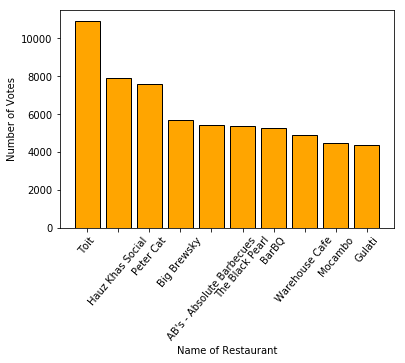 Number of Votes
10000
8000
6000
4000
2000
0
Toit
Hauz Khas Social
Peter Cat
Big Brewsky
AB's - Absolute Barbecues
The Black Pearl
BarBQ
Warehouse Cafe
Mocambo
Gulati
Name of Restaurant